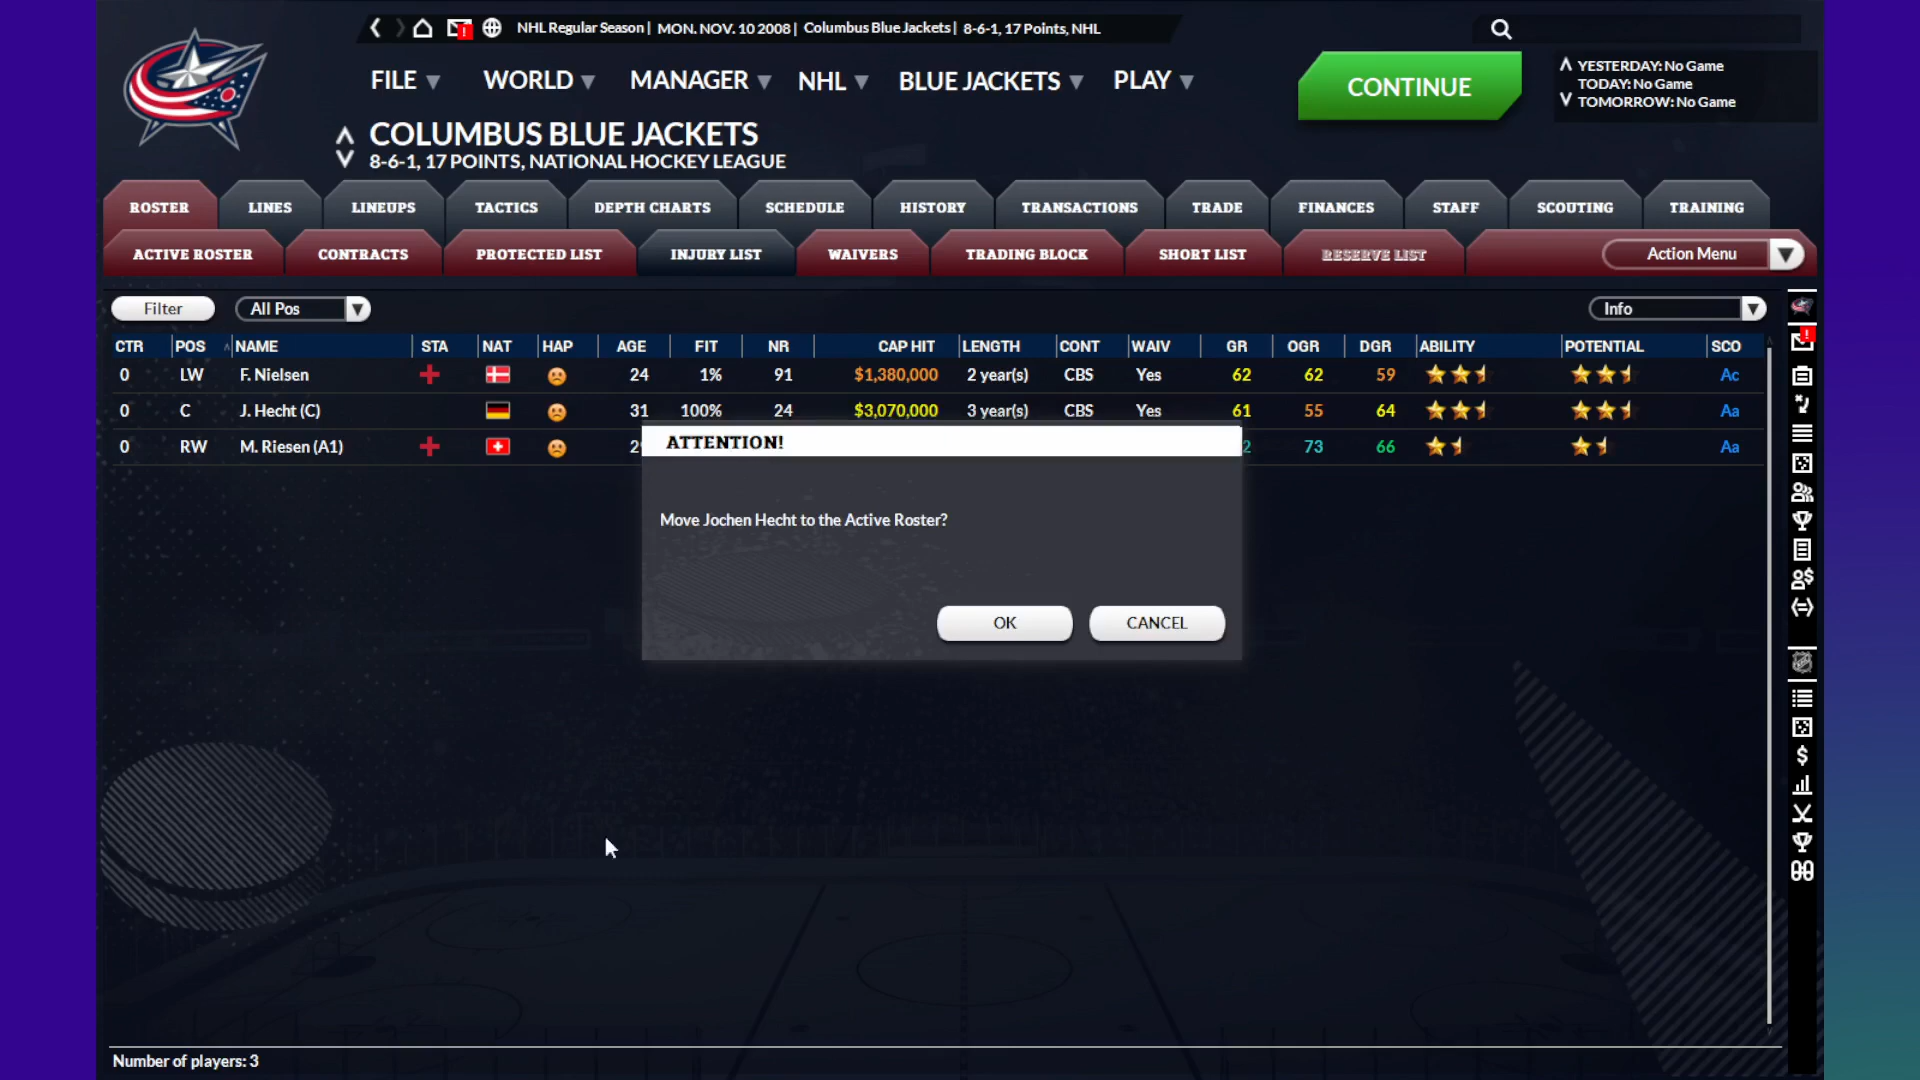 NHL Regular Season | MON. NOV. 10 2008 | Columbus Blue Jackets | 8-6-1, 17 Points, NHL
FILE WORLD MANAGER NHL BLUE JACKETS PLAY
CONTINUE
YESTERDAY: No Game
TODAY: No Game
TOMORROW: No Game
COLUMBUS BLUE JACKETS
8-6-1, 17 POINTS, NATIONAL HOCKEY LEAGUE
ROSTER LINES LINEUPS TACTICS DEPTH CHARTS SCHEDULE HISTORY TRANSACTIONS TRADE FINANCES STAFF SCOUTING TRAINING
ACTIVE ROSTER CONTRACTS PROTECTED LIST INJURY LIST WAIVERS TRADING BLOCK SHORT LIST RESERVE LIST Action Menu
Filter All Pos Info
CTR POS NAME STA NAT HAP AGE FIT NR CAP HIT LENGTH CONT WAIV GR OGR DGR ABILITY POTENTIAL SCO
0 LW F. Nielsen 24 1% 91 $1,380,000 2 year(s) CBS Yes 62 62 59 Ac
0 C J. Hecht (C) 31 100% 24 $3,070,000 3 year(s) CBS Yes 61 55 64 Aa
0 RW M. Riesen (A1) 2 2 73 66 Aa
ATTENTION!
Move Jochen Hecht to the Active Roster?
OK CANCEL
Number of players: 3